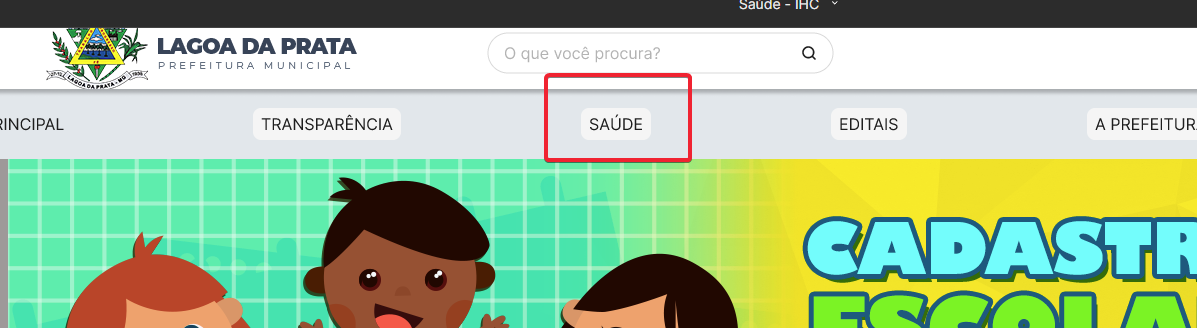 Saúde - IHC
LAGOA DA PRATA
PREFEITURA MUNICIPAL
LAGOA DA PRATA - MG
O que você procura?
RINCIPAL
TRANSPARÊNCIA
SAÚDE
EDITAIS
A PREFEITURA
CADASTR
ESCOLA